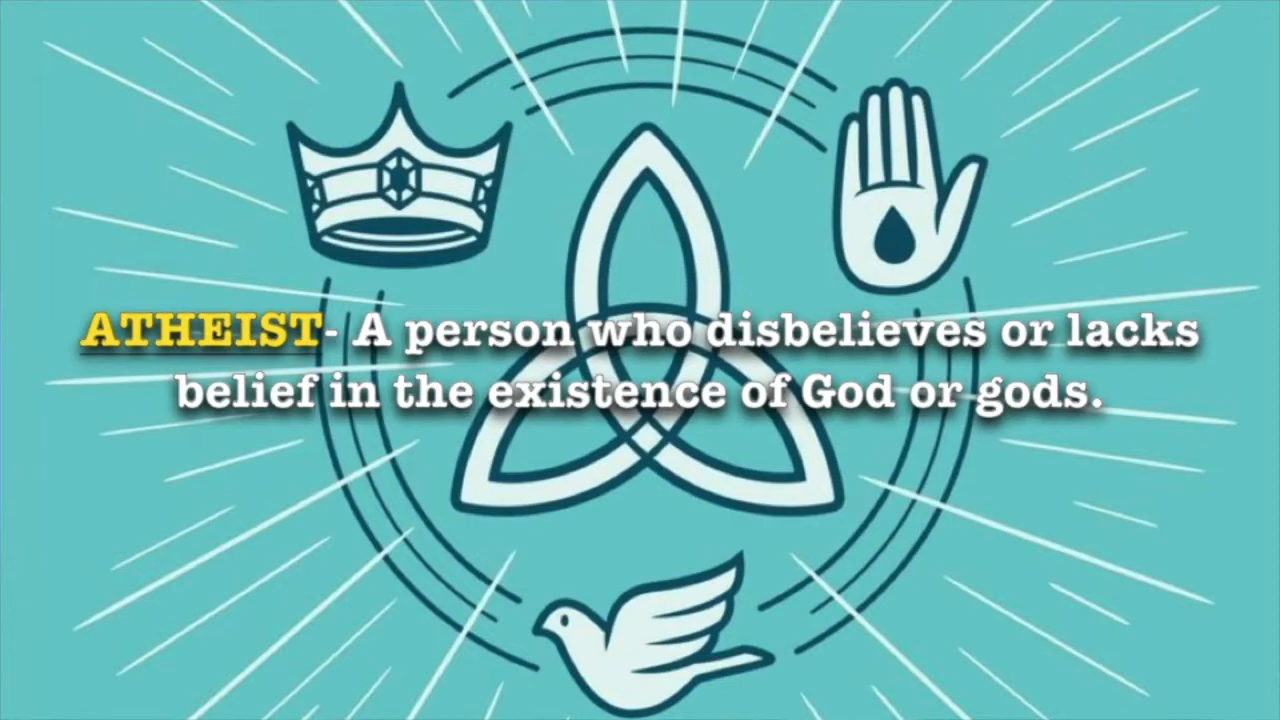 ATHEIST- A person who disbelieves or lacks
belief in the existence of God or gods.